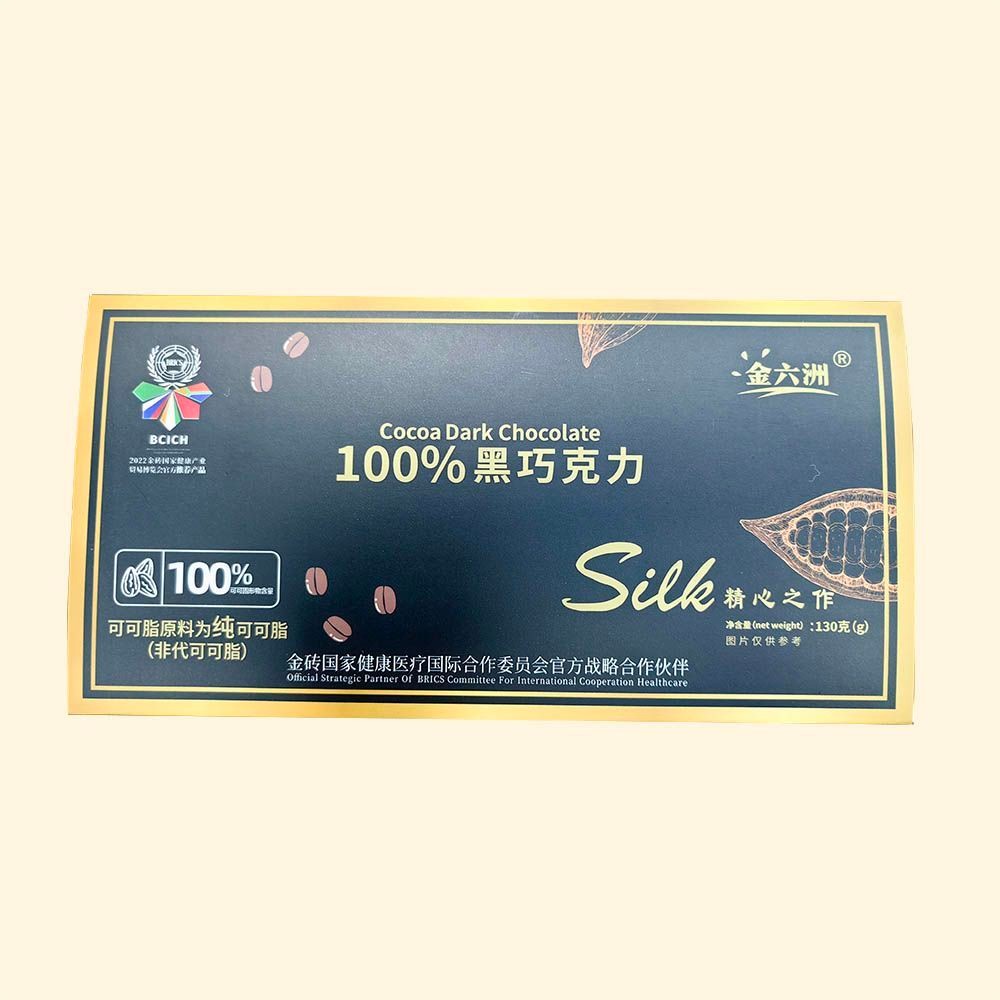 BRICS
BCICH
2022金砖国家健康产业
贸易博览会官方推荐产品
金六洲®
Cocoa Dark Chocolate
100%黑巧克力
100%
可可固形物含量
可可脂原料为纯可可脂
(非代可可脂)
Silk 精心之作
净含量(net weight) :130克(g)
图片仅供参考
金砖国家健康医疗国际合作委员会官方战略合作伙伴
Official Strategic Partner Of BRICS Committee For International Cooperation Healthcare